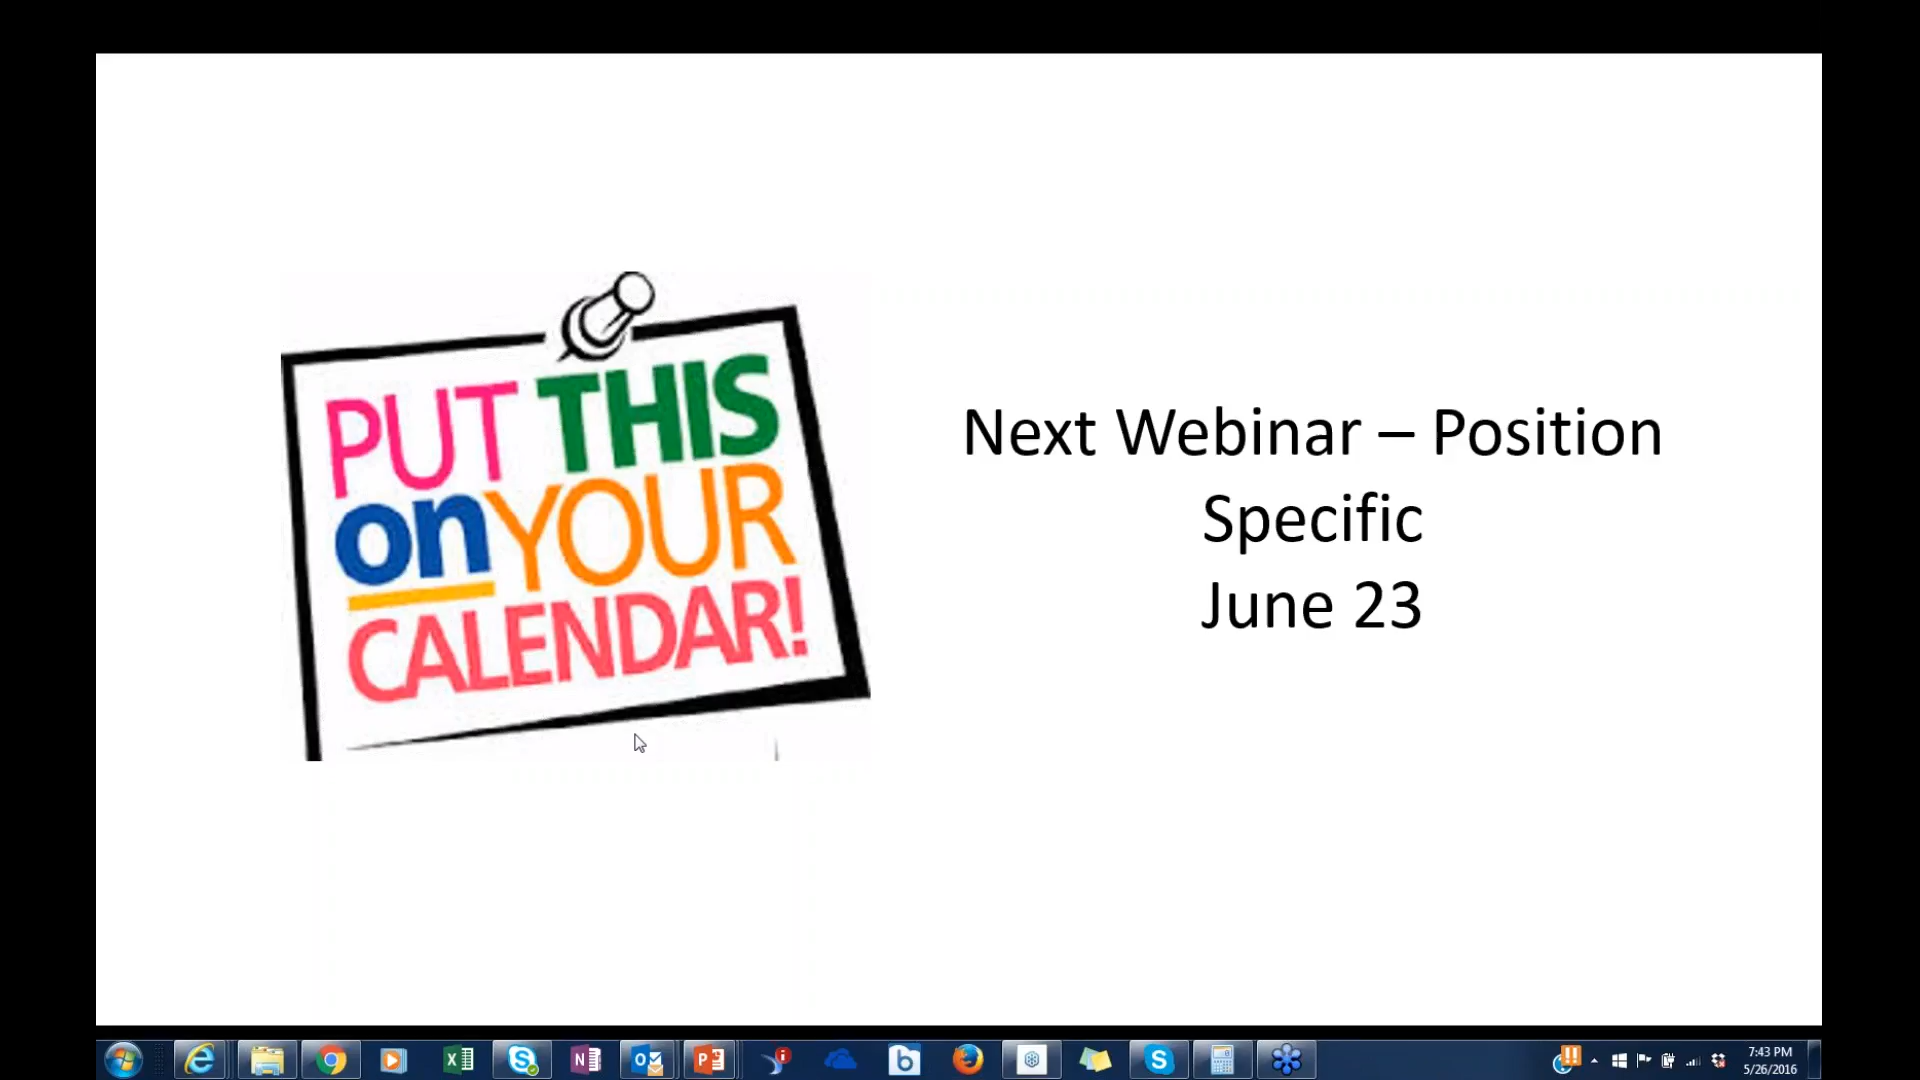 PUT THIS
on YOUR
CALENDAR!
Next Webinar – Position
Specific
June 23
7:43 PM
5/26/2016